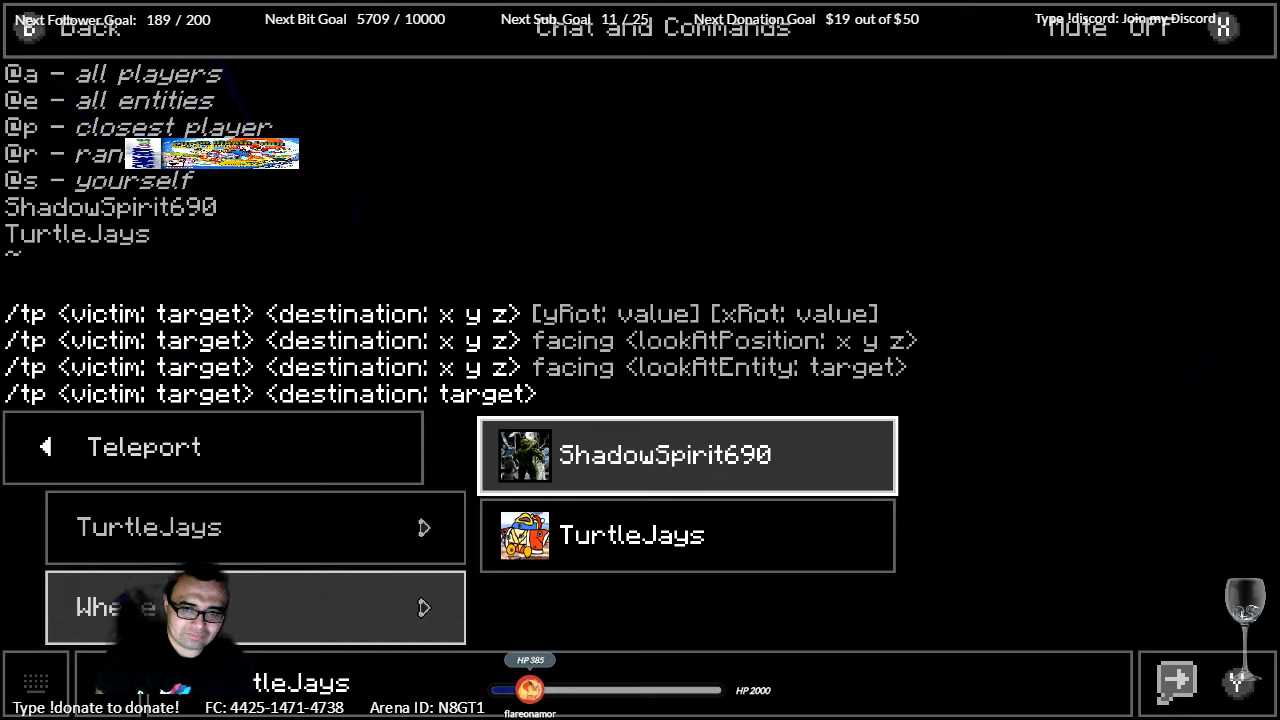 Next Follower Goal: 189 / 200 Next Bit Goal 5709 / 10000 Next Sub Goal 11 / 25 Next Donation Goal $19 out of $50 Type !discord: Join my Discord
B Back Chat and Commands Mute Off X
@a - all players
@e - all entities
@p - closest player
@r - ran
@s - yourself
ShadowSpirit690
TurtleJays
~
/tp <victim: target> <destination: x y z> [yRot: value] [xRot: value]
/tp <victim: target> <destination: x y z> facing <lookAtPosition: x y z>
/tp <victim: target> <destination: x y z> facing <lookAtEntity: target>
/tp <victim: target> <destination: target>
Teleport
ShadowSpirit690
TurtleJays
TurtleJays
Whe e
HP 385
tleJays
HP 2000
Y
Type !donate to donate! FC: 4425-1471-4738 Arena ID: N8GT1
flareonamor